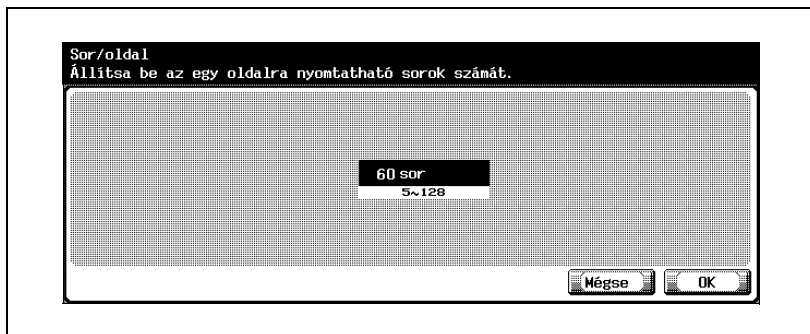 Sor/oldal
Állítsa be az egy oldalra nyomtatható sorok számát.
60 sor
5~128
Mégse OK